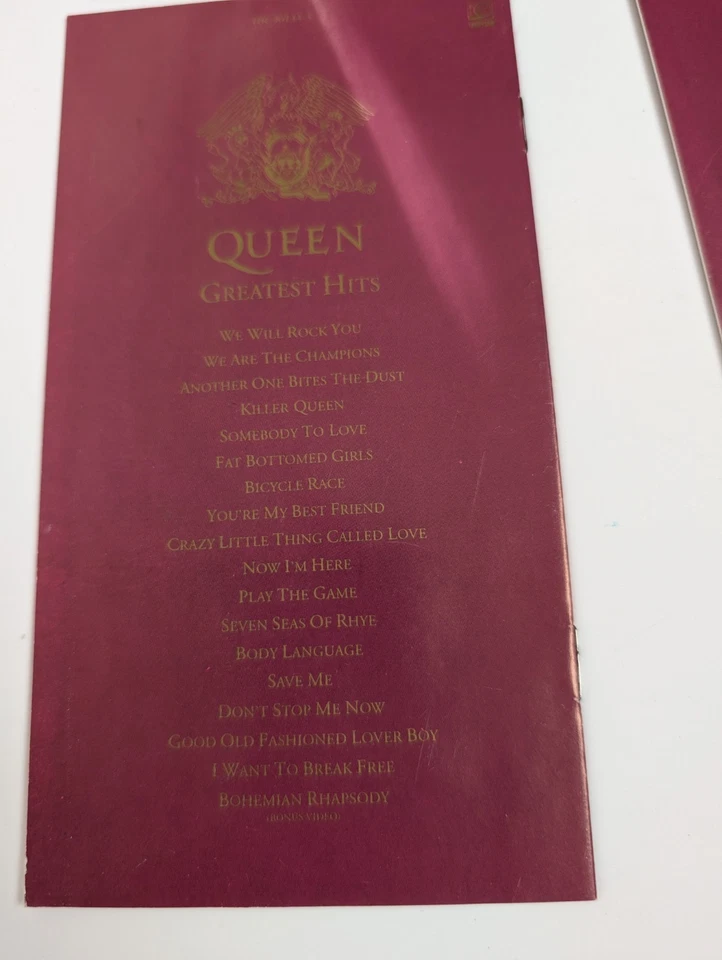 QUEEN
GREATEST HITS
WE WILL ROCK YOU
WE ARE THE CHAMPIONS
ANOTHER ONE BITES THE DUST
KILLER QUEEN
SOMEBODY TO LOVE
FAT BOTTOMED GIRLS
BICYCLE RACE
YOU'RE MY BEST FRIEND
CRAZY LITTLE THING CALLED LOVE
NOW I'M HERE
PLAY THE GAME
SEVEN SEAS OF RHYE
BODY LANGUAGE
SAVE ME
DON'T STOP ME NOW
GOOD OLD FASHIONED LOVER BOY
I WANT TO BREAK FREE
BOHEMIAN RHAPSODY
(BONUS VIDEO)